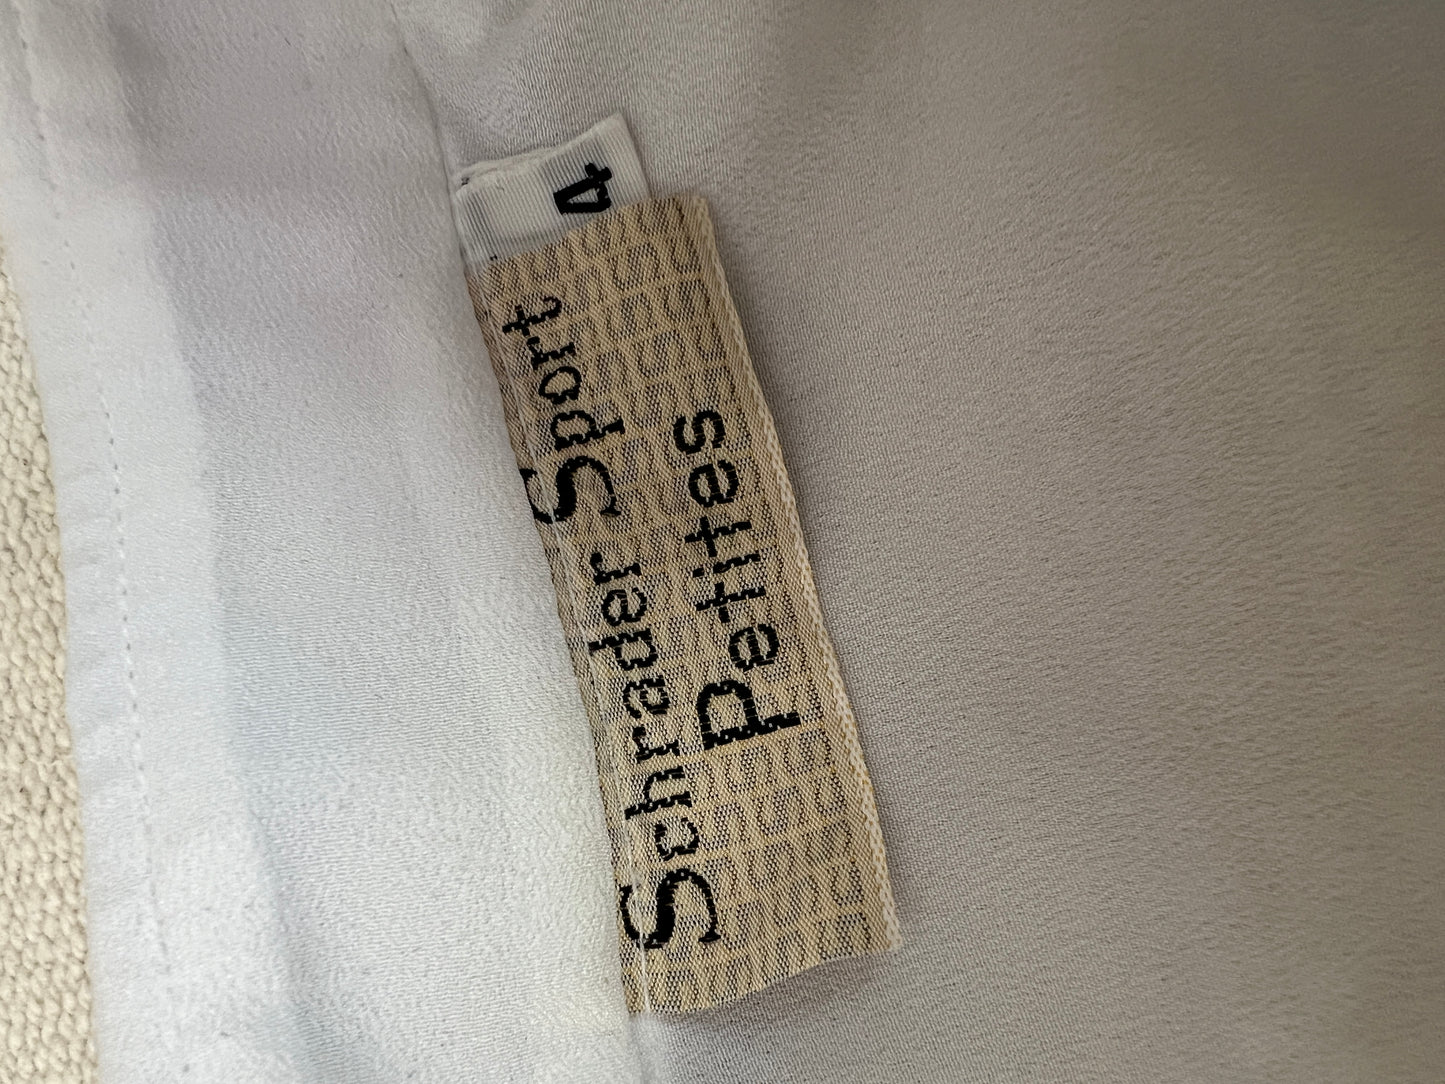 4
Schrader Sport
Petites